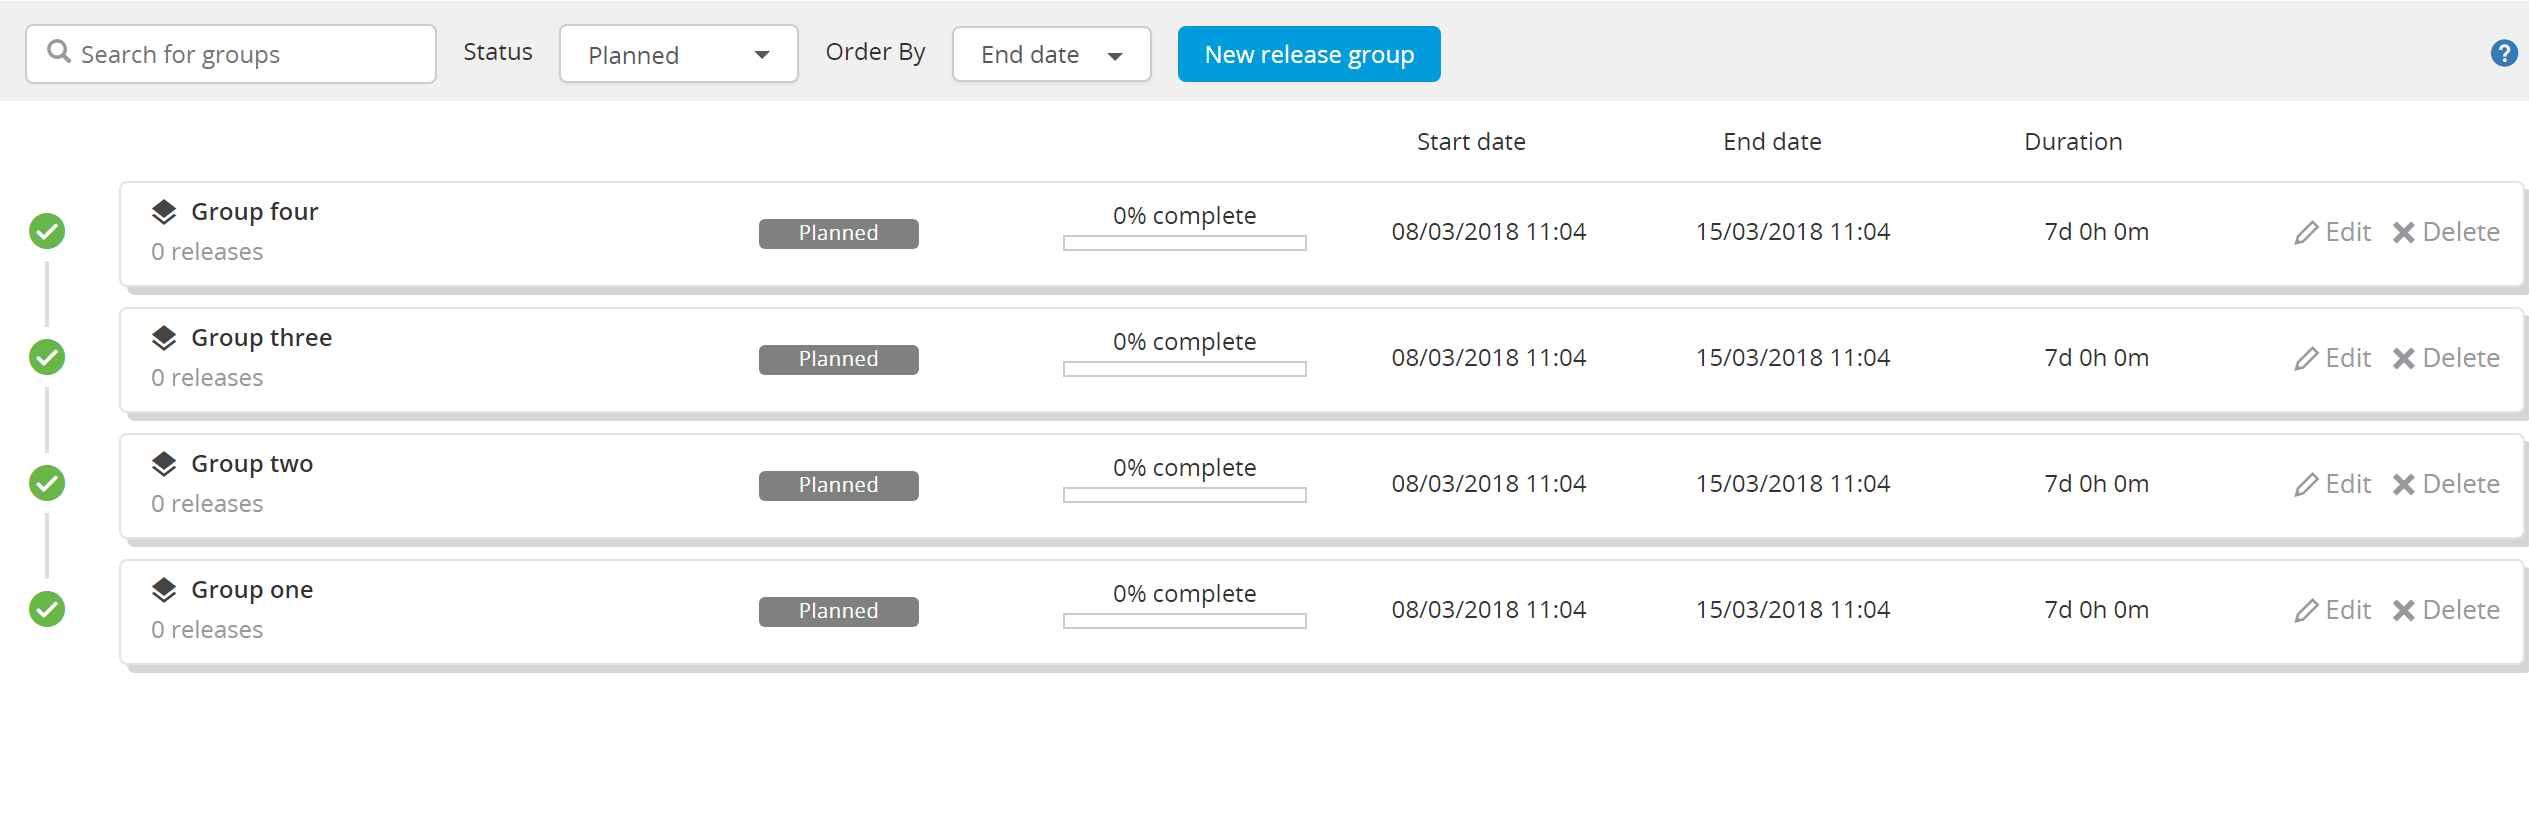 Search for groups Status Planned Order By End date New release group ?
Start date End date Duration
Group four
0 releases
Planned
0% complete
08/03/2018 11:04 15/03/2018 11:04 7d 0h 0m Edit Delete
Group three
0 releases
Planned
0% complete
08/03/2018 11:04 15/03/2018 11:04 7d 0h 0m Edit Delete
Group two
0 releases
Planned
0% complete
08/03/2018 11:04 15/03/2018 11:04 7d 0h 0m Edit Delete
Group one
0 releases
Planned
0% complete
08/03/2018 11:04 15/03/2018 11:04 7d 0h 0m Edit Delete